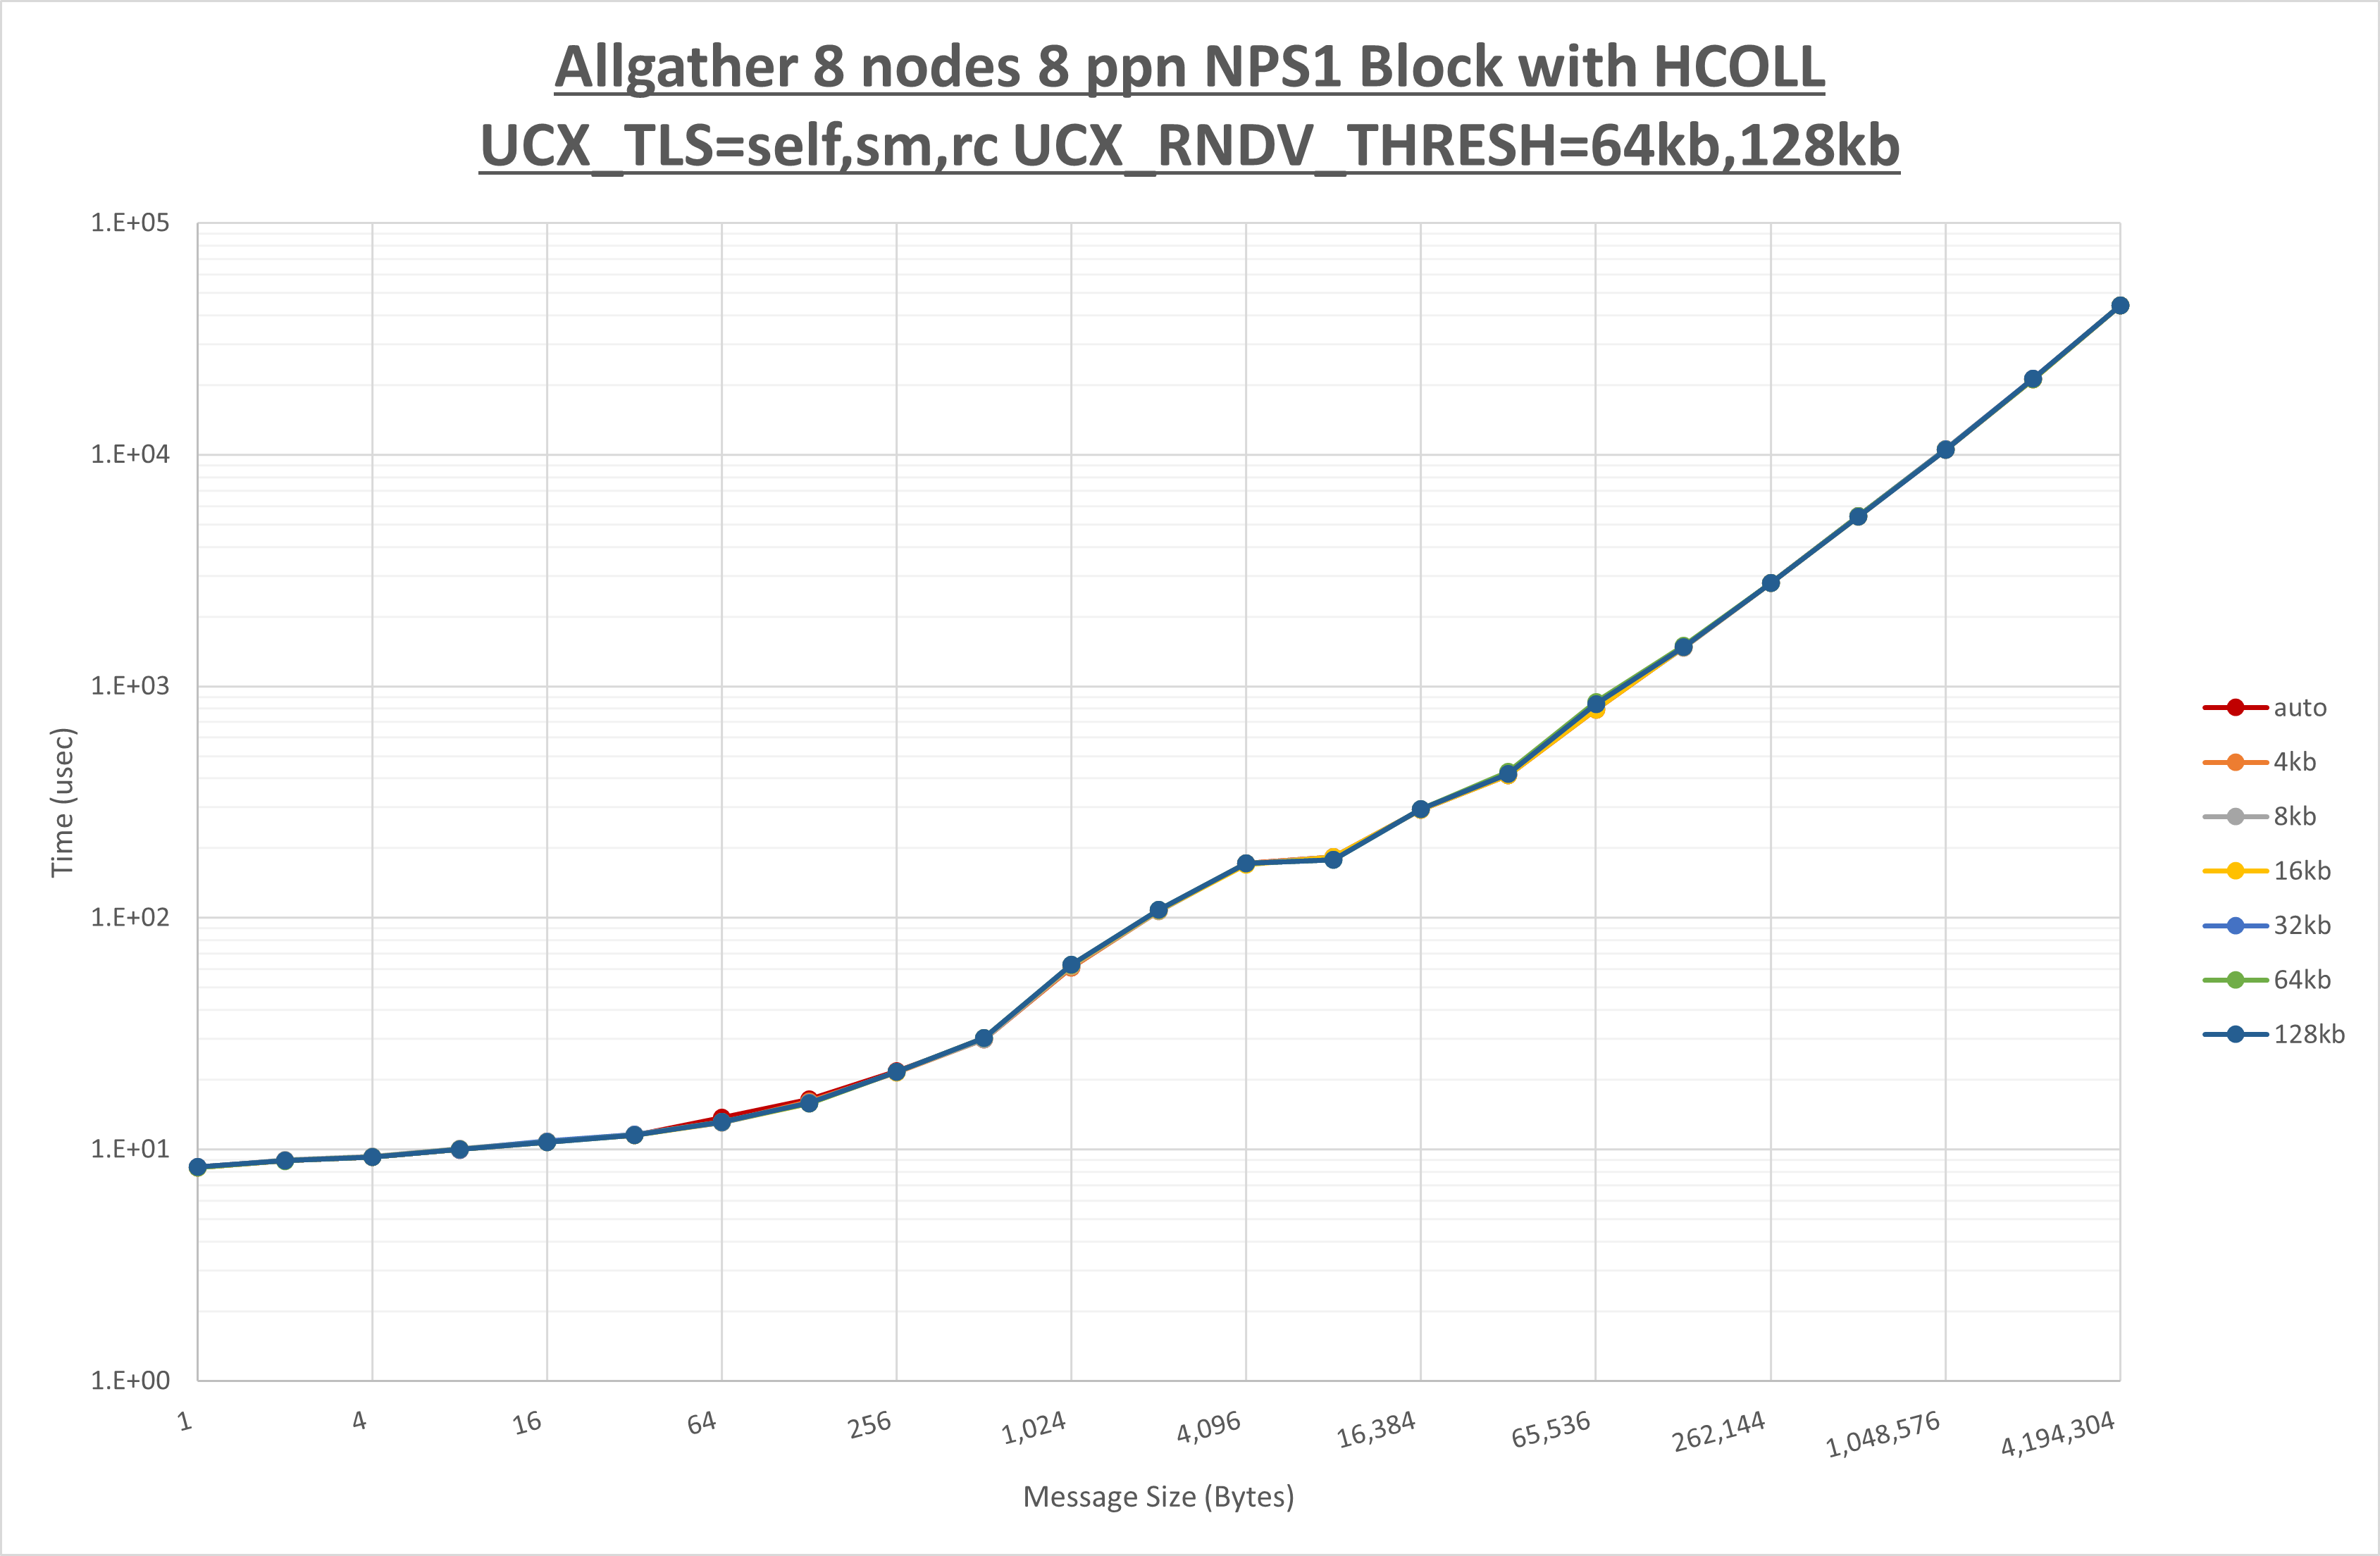 Allgather 8 nodes 8 ppn NPS1 Block with HCOLL
UCX_TLS=self,sm,rc UCX_RNDV_THRESH=64kb,128kb
1.E+05
1.E+04
1.E+03
1.E+02
1.E+01
1.E+00
Time (usec)
1
4
16
64
256
1,024
4,096
16,384
65,536
262,144
1,048,576
4,194,304
Message Size (Bytes)
auto
4kb
8kb
16kb
32kb
64kb
128kb